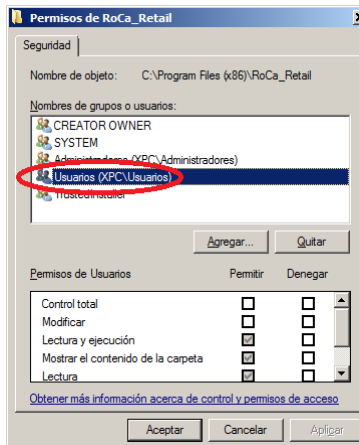 Permisos de RoCa_Retail
Seguridad
Nombre de objeto: C:\Program Files (x86)\RoCa_Retail
Nombres de grupos o usuarios:
CREATOR OWNER
SYSTEM
Administradores (XPC\Administradores)
Usuarios (XPC\Usuarios)
TrustedInstaller
Agregar... Quitar
Permisos de Usuarios Permitir Denegar
Control total
Modificar
Lectura y ejecución
Mostrar el contenido de la carpeta
Lectura
Obtener más información acerca de control y permisos de acceso
Aceptar Cancelar Aplicar